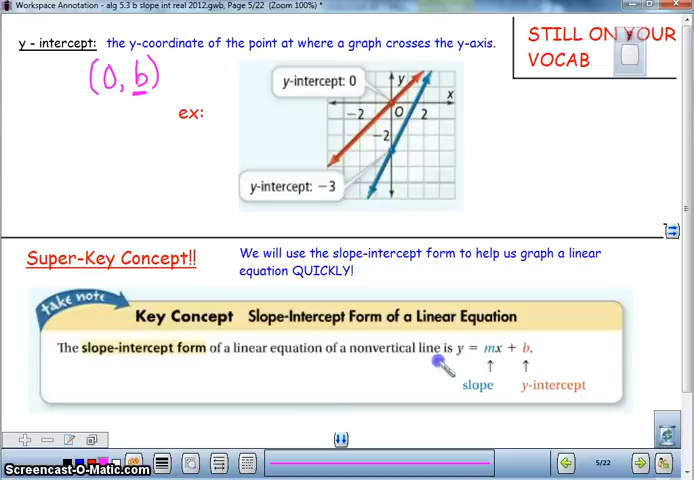 Workspace Annotation - alg 5.3 b slope int real 2012.gwb, Page 5/22 (Zoom 100%) *
STILL ON YOUR
VOCAB
y - intercept: the y-coordinate of the point at where a graph crosses the y-axis.
(0, b)
ex:
y-intercept: 0
y
x
-2
O
2
-2
y-intercept: -3
Super-Key Concept!!
We will use the slope-intercept form to help us graph a linear
equation QUICKLY!
take note
Key Concept Slope-Intercept Form of a Linear Equation
The slope-intercept form of a linear equation of a nonvertical line is y = mx + b.
slope y-intercept
5/22
Screencast-O-Matic.com